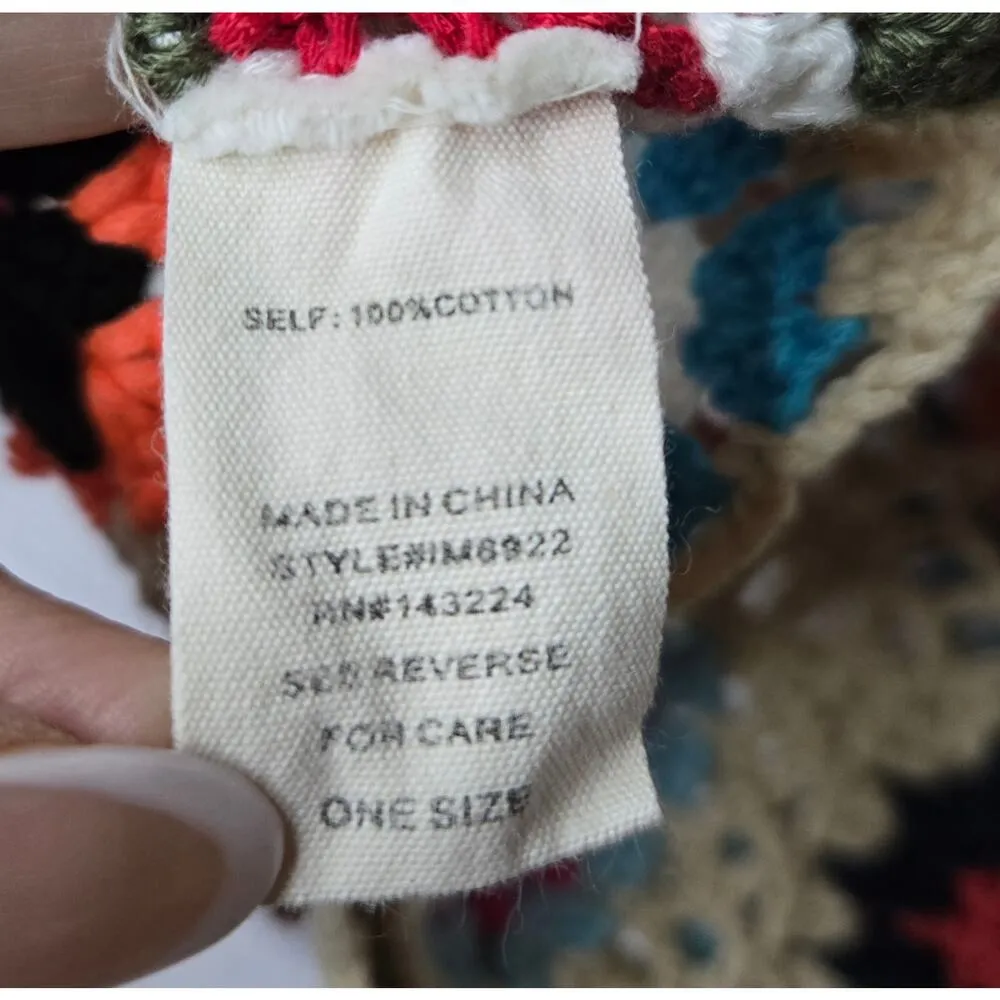 SELF: 100%COTTON
MADE IN CHINA
STYLE#IM6922
RN#143224
SEE REVERSE
FOR CARE
ONE SIZE